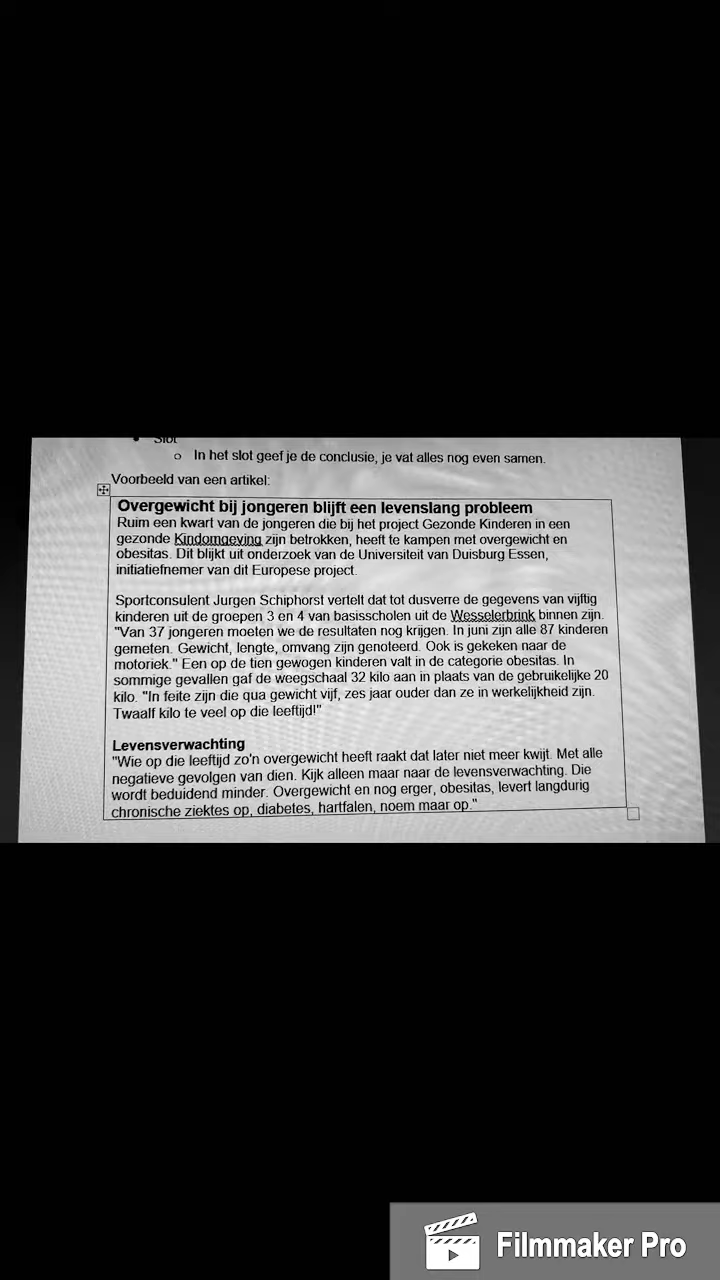 Slot
o In het slot geef je de conclusie, je vat alles nog even samen.
Voorbeeld van een artikel:
Overgewicht bij jongeren blijft een levenslang probleem
Ruim een kwart van de jongeren die bij het project Gezonde Kinderen in een
gezonde Kindomgeving zijn betrokken, heeft te kampen met overgewicht en
obesitas. Dit blijkt uit onderzoek van de Universiteit van Duisburg Essen,
initiatiefnemer van dit Europese project.
Sportconsulent Jurgen Schiphorst vertelt dat tot dusverre de gegevens van vijftig
kinderen uit de groepen 3 en 4 van basisscholen uit de Wesselerbrink binnen zijn.
"Van 37 jongeren moeten we de resultaten nog krijgen. In juni zijn alle 87 kinderen
gemeten. Gewicht, lengte, omvang zijn genoteerd. Ook is gekeken naar de
motoriek." Een op de tien gewogen kinderen valt in de categorie obesitas. In
sommige gevallen gaf de weegschaal 32 kilo aan in plaats van de gebruikelijke 20
kilo. "In feite zijn die qua gewicht vijf, zes jaar ouder dan ze in werkelijkheid zijn.
Twaalf kilo te veel op die leeftijd!"
Levensverwachting
"Wie op die leeftijd zo'n overgewicht heeft raakt dat later niet meer kwijt. Met alle
negatieve gevolgen van dien. Kijk alleen maar naar de levensverwachting. Die
wordt beduidend minder. Overgewicht en nog erger, obesitas, levert langdurig
chronische ziektes op, diabetes, hartfalen, noem maar op."
Filmmaker Pro